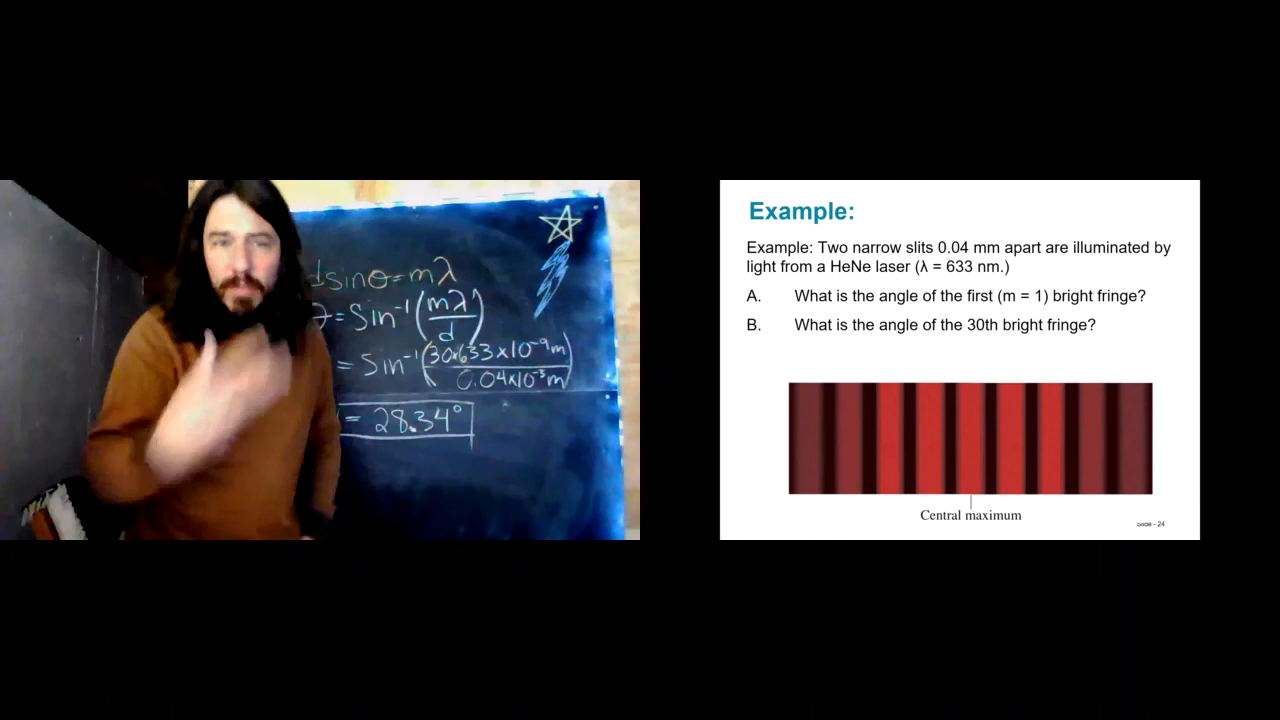 dsinθ=mλ
= Sin⁻¹(mλ/d)
= Sin⁻¹(30×633×10⁻⁹m/0.04×10⁻³m)
= 28.34°
Example:
Example: Two narrow slits 0.04 mm apart are illuminated by
light from a HeNe laser (λ = 633 nm.)
A. What is the angle of the first (m = 1) bright fringe?
B. What is the angle of the 30th bright fringe?
Central maximum
Slide - 24